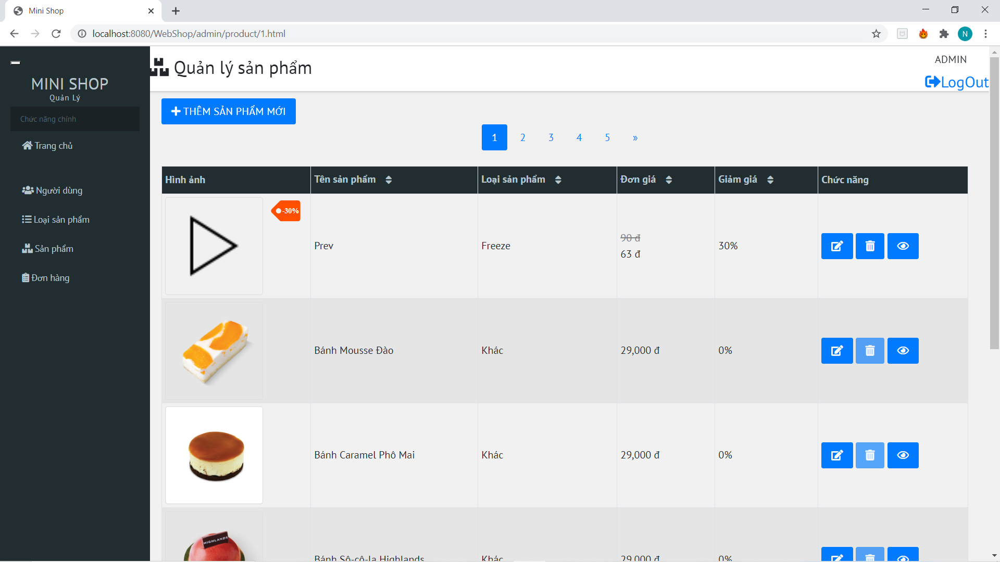 Mini Shop
localhost:8080/WebShop/admin/product/1.html
N
MINI SHOP
Quản Lý
Chức năng chính
Trang chủ
Người dùng
Loại sản phẩm
Sản phẩm
Đơn hàng
Quản lý sản phẩm
ADMIN
LogOut
THÊM SẢN PHẨM MỚI
1 2 3 4 5 »
Hình ảnh Tên sản phẩm Loại sản phẩm Đơn giá Giảm giá Chức năng
-30%
Prev Freeze 90 đ 30%
63 đ
Bánh Mousse Đào Khác 29,000 đ 0%
Bánh Caramel Phô Mai Khác 29,000 đ 0%
HIGHLANDS
Bánh Sô-cô-la Highlands Khác 29,000 đ 0%